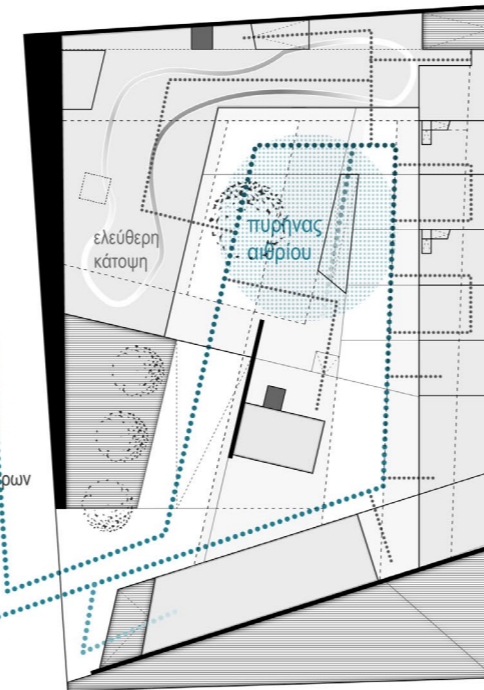 ελεύθερη
κάτοψη
πυρήνας
αιθρίου
ρων